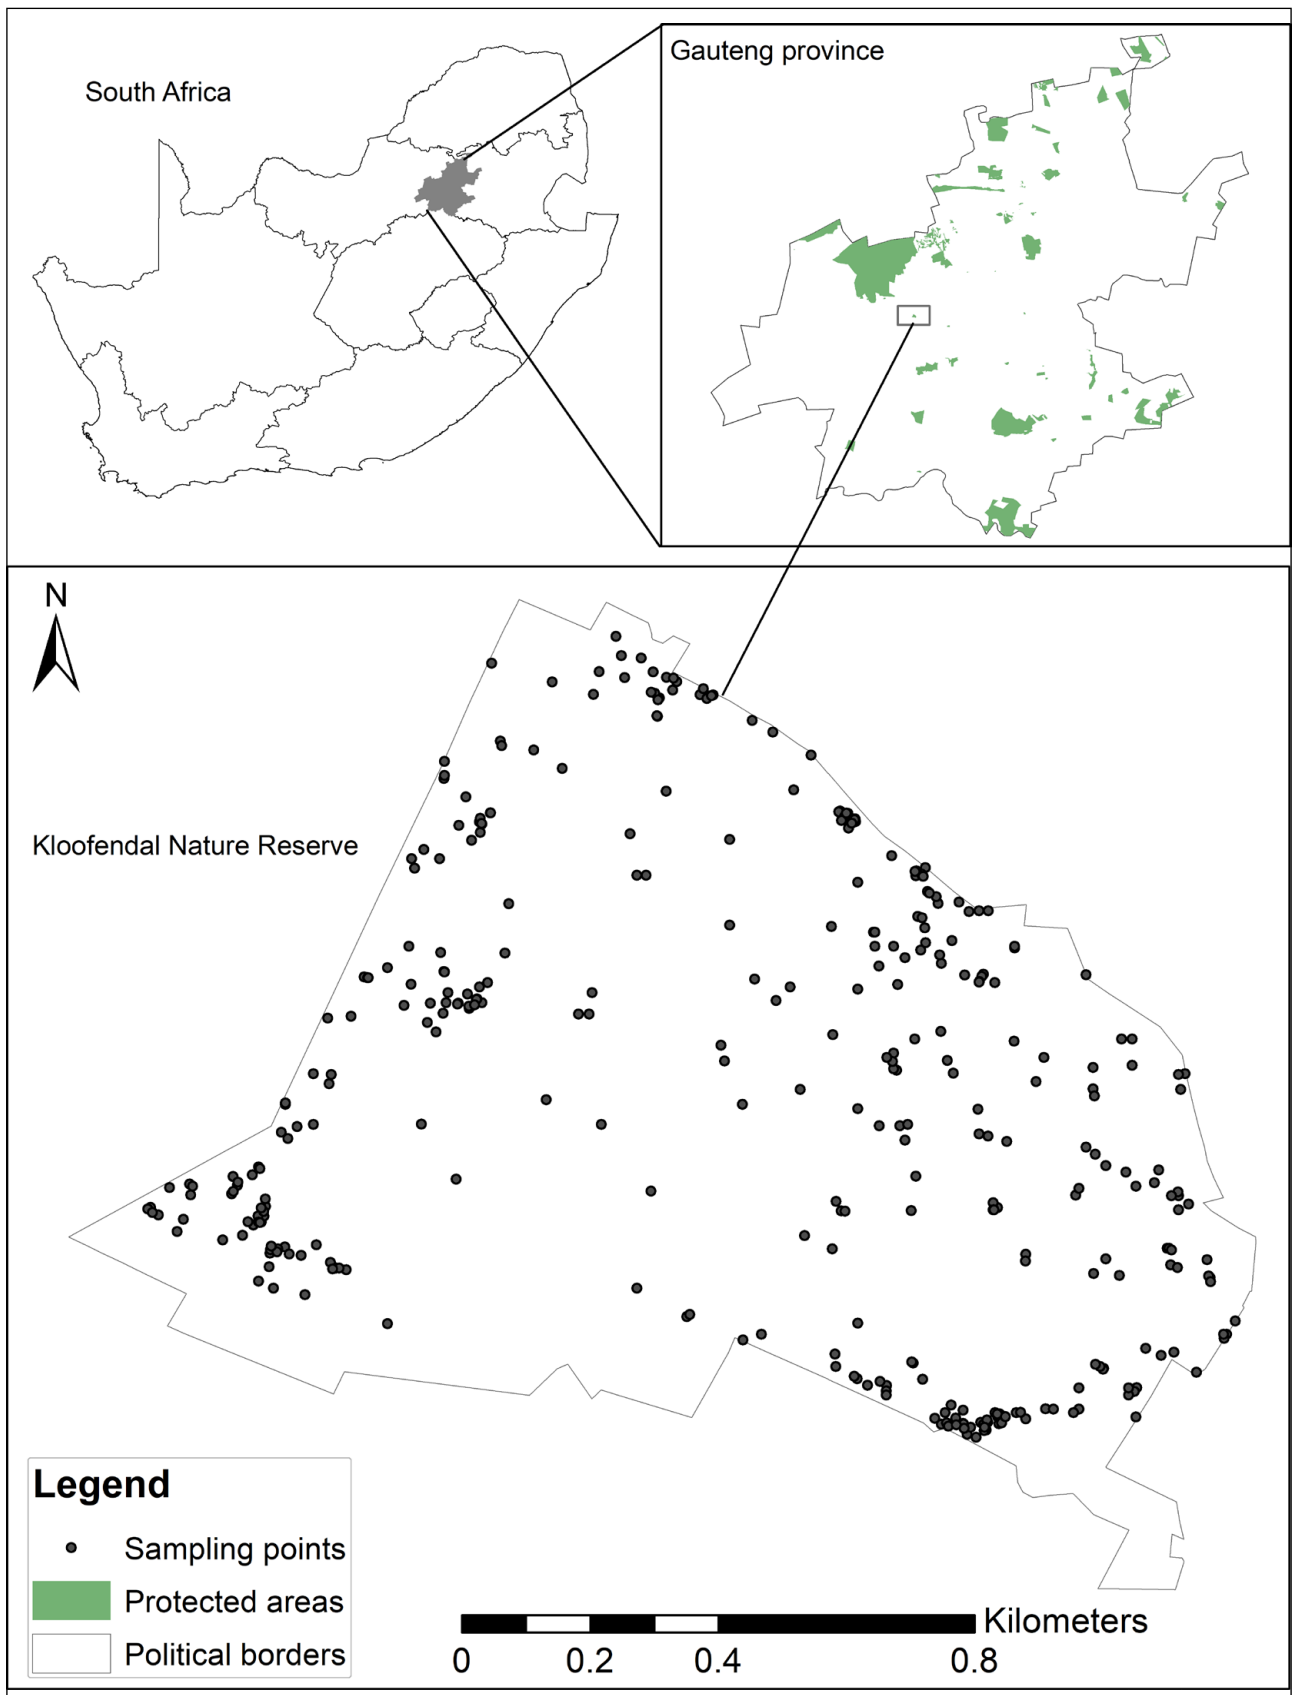 South Africa
Gauteng province
N
Kloofendal Nature Reserve
Legend
Sampling points
Protected areas
Political borders
Kilometers
0 0.2 0.4 0.8